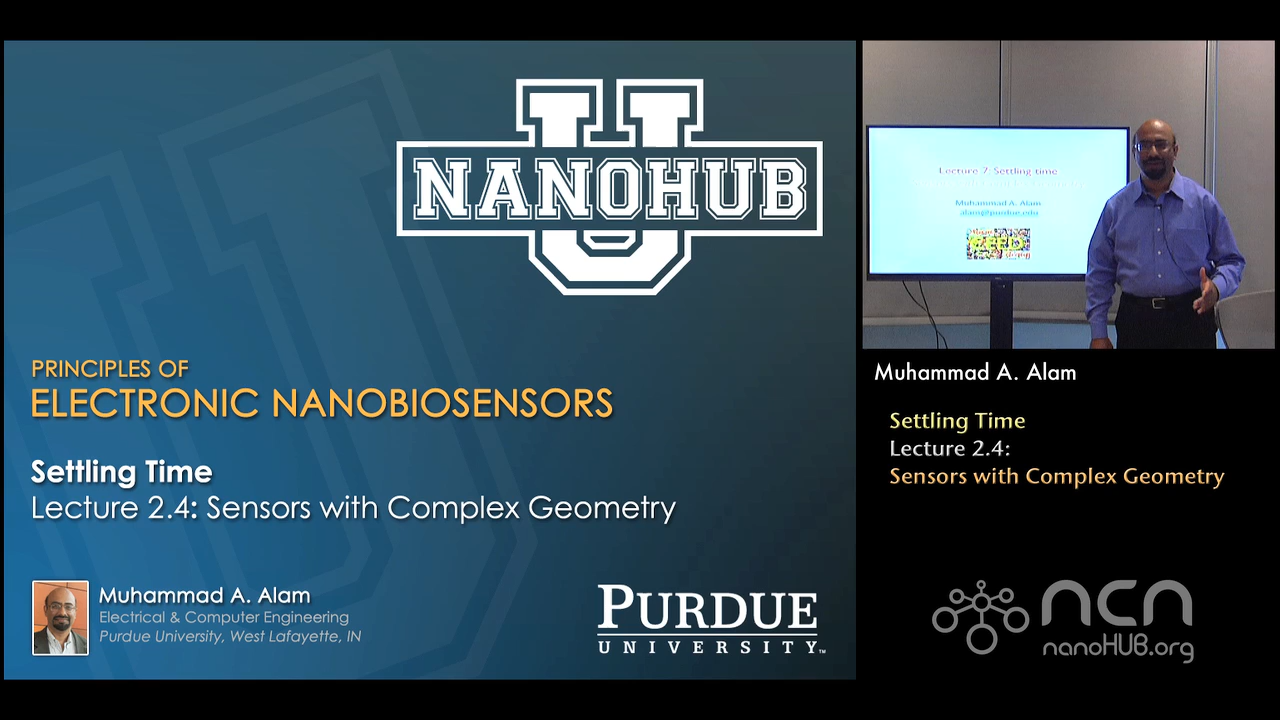 NANOHUB
U
PRINCIPLES OF
ELECTRONIC NANOBIOSENSORS
Settling Time
Lecture 2.4: Sensors with Complex Geometry
Muhammad A. Alam
Electrical & Computer Engineering
Purdue University, West Lafayette, IN
PURDUE
UNIVERSITY™
Lecture 7: Settling time
Muhammad A. Alam
alam@purdue.edu
Muhammad A. Alam
Settling Time
Lecture 2.4:
Sensors with Complex Geometry
ncn
nanoHUB.org